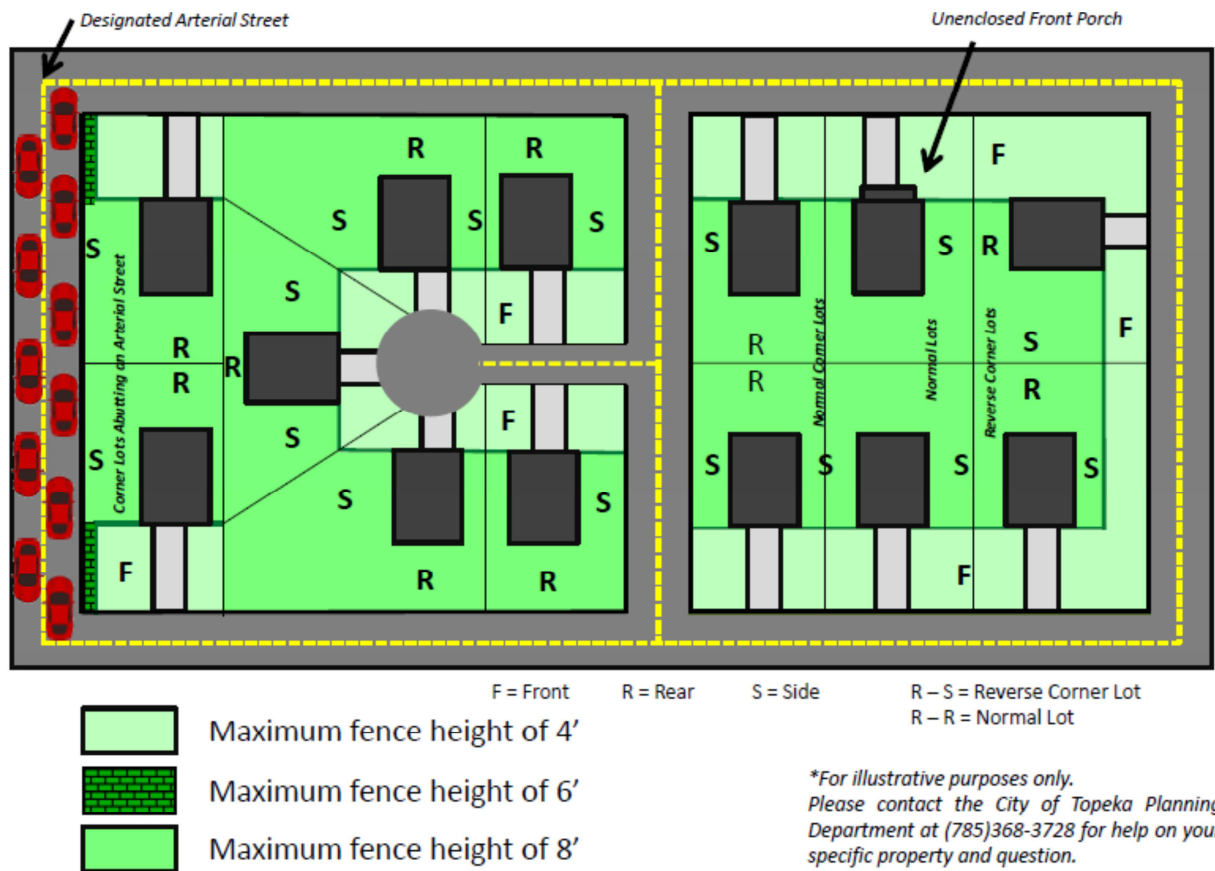 Designated Arterial Street
Unenclosed Front Porch
R R
F
S S S
S S S R
S
Corner Lots Abutting an Arterial Street
S
F
F
R
R
R
Normal Corner Lots
Normal Lots
Reverse Corner Lots
S
R
R
R
R
F
S
S
S
S
S
S
S
S
F
R
R
F
F = Front R = Rear S = Side R – S = Reverse Corner Lot
R – R = Normal Lot
Maximum fence height of 4’
Maximum fence height of 6’
Maximum fence height of 8’
*For illustrative purposes only.
Please contact the City of Topeka Planning
Department at (785)368-3728 for help on your
specific property and question.